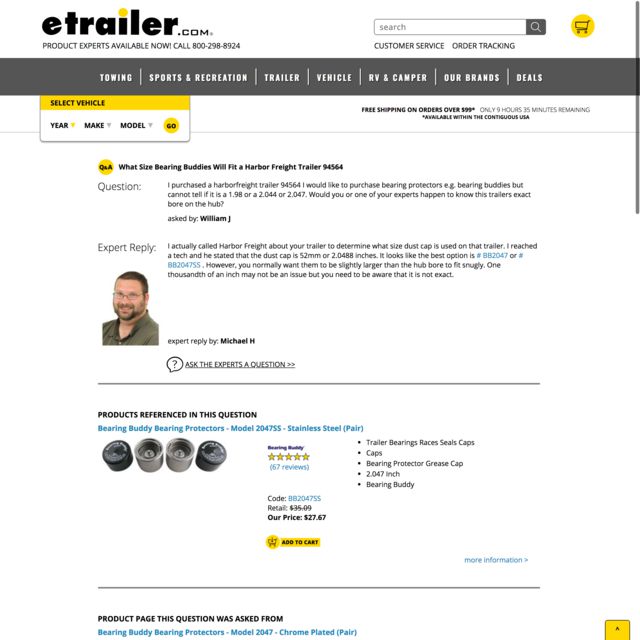 etrailer.com
PRODUCT EXPERTS AVAILABLE NOW! CALL 800-298-8924
search
CUSTOMER SERVICE ORDER TRACKING
TOWING SPORTS & RECREATION TRAILER VEHICLE RV & CAMPER OUR BRANDS DEALS
SELECT VEHICLE
YEAR MAKE MODEL GO
FREE SHIPPING ON ORDERS OVER $99* ONLY 9 HOURS 35 MINUTES REMAINING
*AVAILABLE WITHIN THE CONTIGUOUS USA
Q&A What Size Bearing Buddies Will Fit a Harbor Freight Trailer 94564
Question:
I purchased a harborfreight trailer 94564 I would like to purchase bearing protectors e.g. bearing buddies but
cannot tell if it is a 1.98 or a 2.044 or 2.047. Would you or one of your experts happen to know this trailers exact
bore on the hub?
asked by: William J
Expert Reply:
I actually called Harbor Freight about your trailer to determine what size dust cap is used on that trailer. I reached
a tech and he stated that the dust cap is 52mm or 2.0488 inches. It looks like the best option is # BB2047 or #
BB2047SS . However, you normally want them to be slightly larger than the hub bore to fit snugly. One
thousandth of an inch may not be an issue but you need to be aware that it is not exact.
expert reply by: Michael H
? ASK THE EXPERTS A QUESTION >>
PRODUCTS REFERENCED IN THIS QUESTION
Bearing Buddy Bearing Protectors - Model 2047SS - Stainless Steel (Pair)
Bearing Buddy
(67 reviews)
Code: BB2047SS
Retail: $35.09
Our Price: $27.67
ADD TO CART
• Trailer Bearings Races Seals Caps
• Caps
• Bearing Protector Grease Cap
• 2.047 Inch
• Bearing Buddy
more information >
PRODUCT PAGE THIS QUESTION WAS ASKED FROM
Bearing Buddy Bearing Protectors - Model 2047 - Chrome Plated (Pair)
^